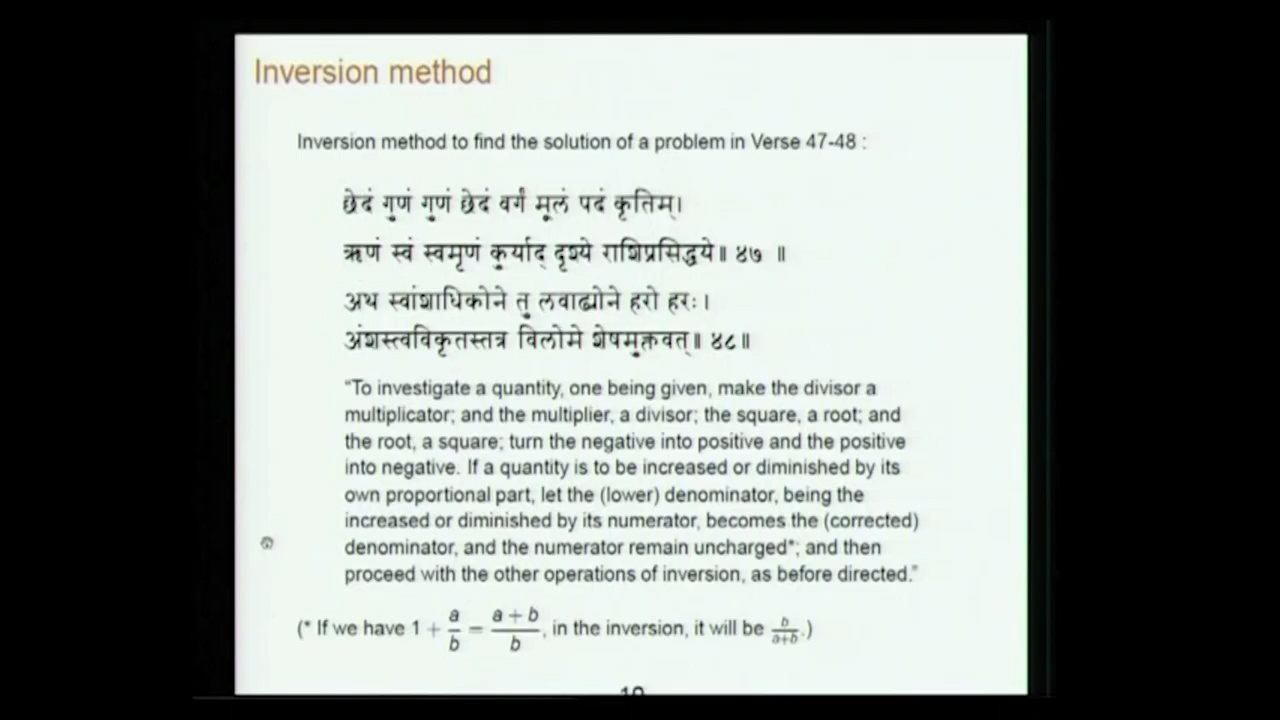 Inversion method
Inversion method to find the solution of a problem in Verse 47-48 :
छेदं गुणं गुणं छेदं वर्गं मूलं पदं कृतिम्।
ऋणं स्वं स्वमृणं कुर्याद् दृश्ये राशिप्रसिद्धये॥ ४७ ॥
अथ स्वांशाधिकोने तु लवाढ्योने हरो हरः।
अंशस्त्वविकृतस्तत्र विलोमे शेषमुक्तवत्॥ ४८॥
“To investigate a quantity, one being given, make the divisor a
multiplicator; and the multiplier, a divisor; the square, a root; and
the root, a square; turn the negative into positive and the positive
into negative. If a quantity is to be increased or diminished by its
own proportional part, let the (lower) denominator, being the
increased or diminished by its numerator, becomes the (corrected)
denominator, and the numerator remain uncharged*; and then
proceed with the other operations of inversion, as before directed.”
(* If we have 1 + a/b = (a + b)/b, in the inversion, it will be b/(a+b).)